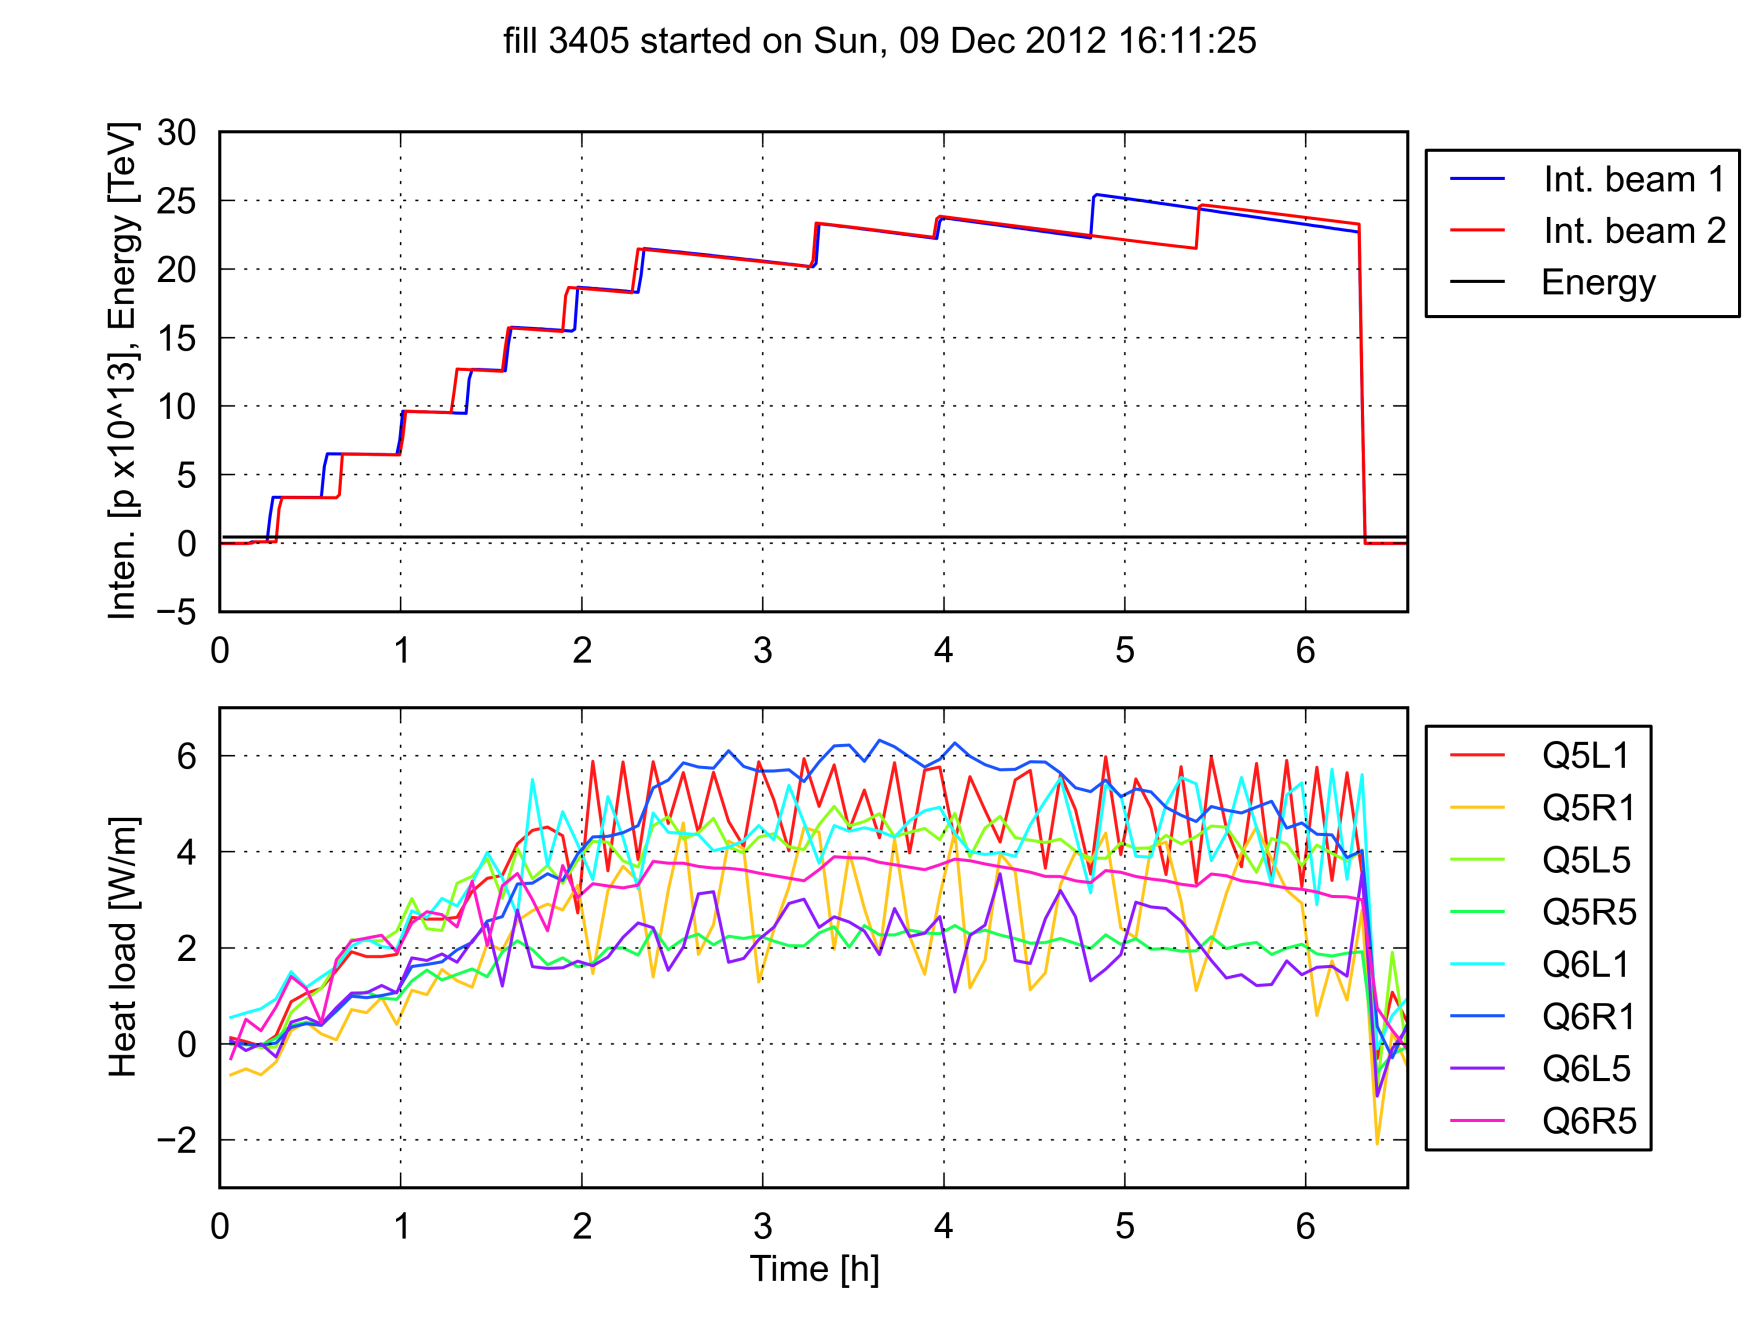 fill 3405 started on Sun, 09 Dec 2012 16:11:25
Inten. [p x10^13], Energy [TeV]
30
25
20
15
10
5
0
−5
0 1 2 3 4 5 6
Int. beam 1
Int. beam 2
Energy
Heat load [W/m]
6
4
2
0
−2
0 1 2 3 4 5 6
Time [h]
Q5L1
Q5R1
Q5L5
Q5R5
Q6L1
Q6R1
Q6L5
Q6R5